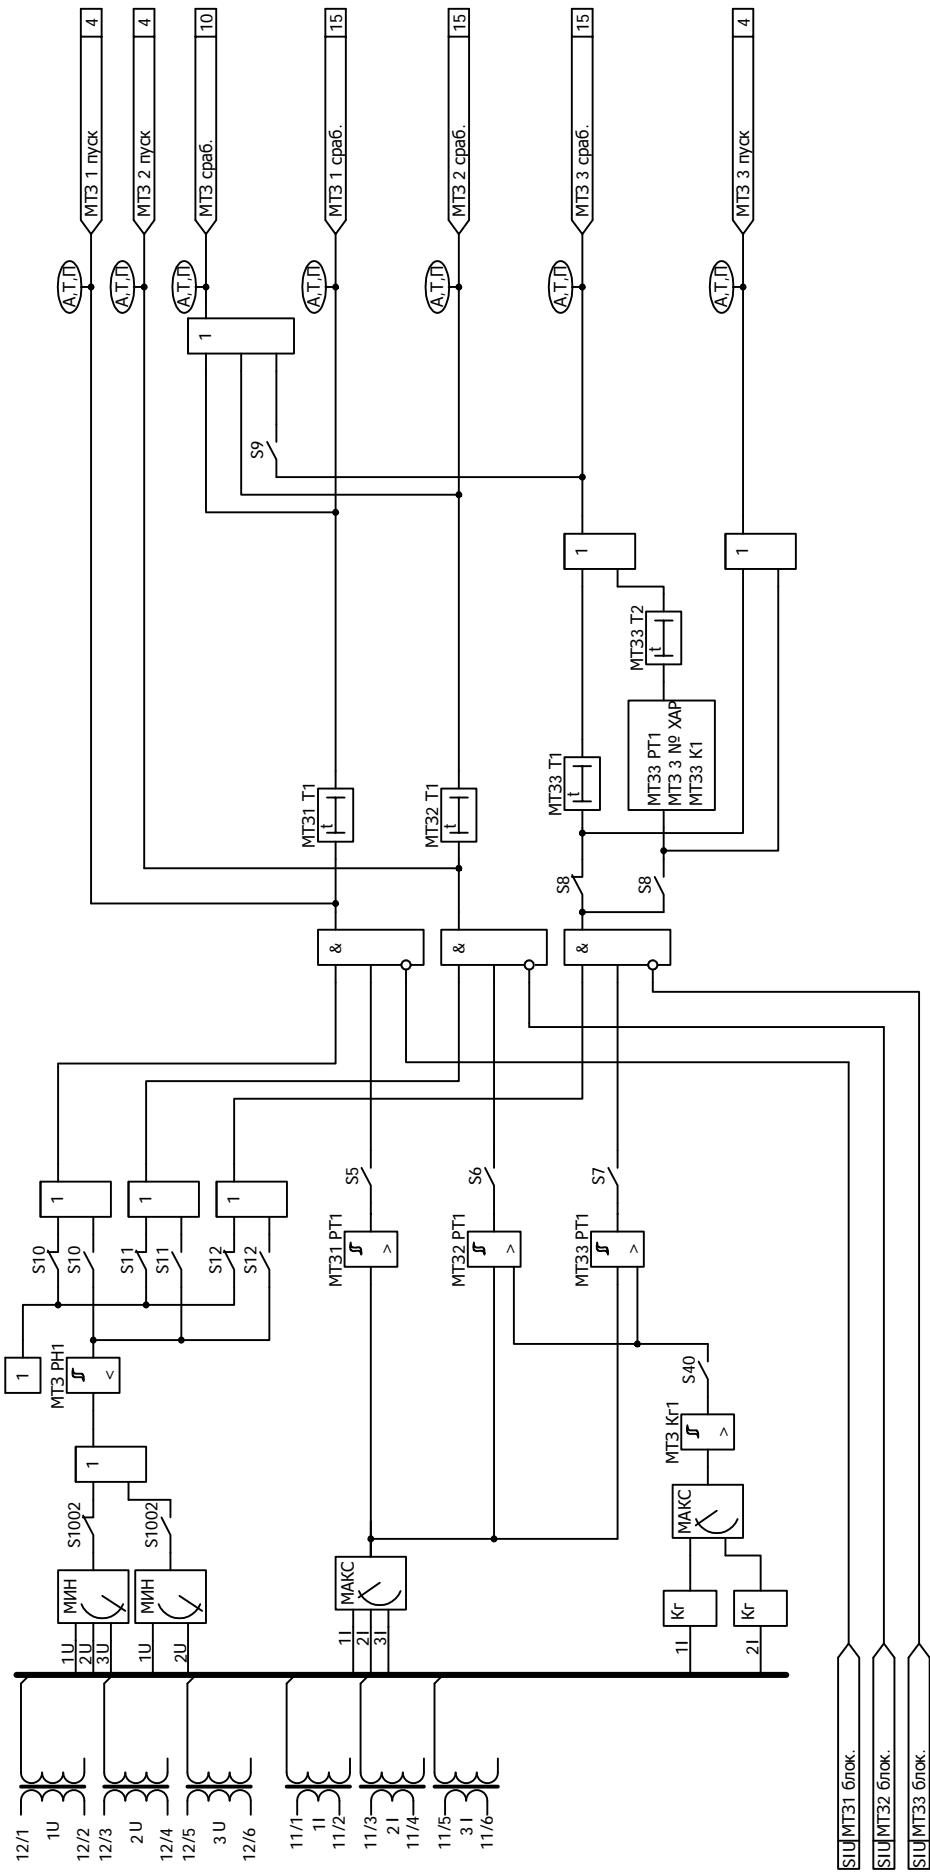 12/1
1U
12/2
12/3
2 U
12/4
12/5
3 U
12/6
11/1
1 I
11/2
11/3
2 I
11/4
11/5
3 I
11/6
1U
2U
3U
МИН
1U
2U
МИН
S1002
S1002
1
МТЗ РН1
<
1
S10
S10
1
S11
S11
1
S12
S12
1
1I
2I
3I
МАКС
МТЗ1 РТ1
>
S5
МТЗ2 РТ1
>
S6
МТЗ3 РТ1
>
S7
1I
Кг
2I
Кг
МАКС
МТЗ Кг1
>
S40
SIU МТЗ1 блок.
SIU МТЗ2 блок.
SIU МТЗ3 блок.
&
&
&
S8
S8
МТЗ1 Т1
t
МТЗ2 Т1
t
МТЗ3 Т1
t
МТЗ3 РТ1
МТЗ 3 № ХАР
МТЗ3 К1
МТЗ3 Т2
t
1
1
S9
1
А,Т,П
МТЗ 1 пуск
4
А,Т,П
МТЗ 2 пуск
4
А,Т,П
МТЗ сраб.
10
А,Т,П
МТЗ 1 сраб.
15
А,Т,П
МТЗ 2 сраб.
15
А,Т,П
МТЗ 3 сраб.
15
А,Т,П
МТЗ 3 пуск
4